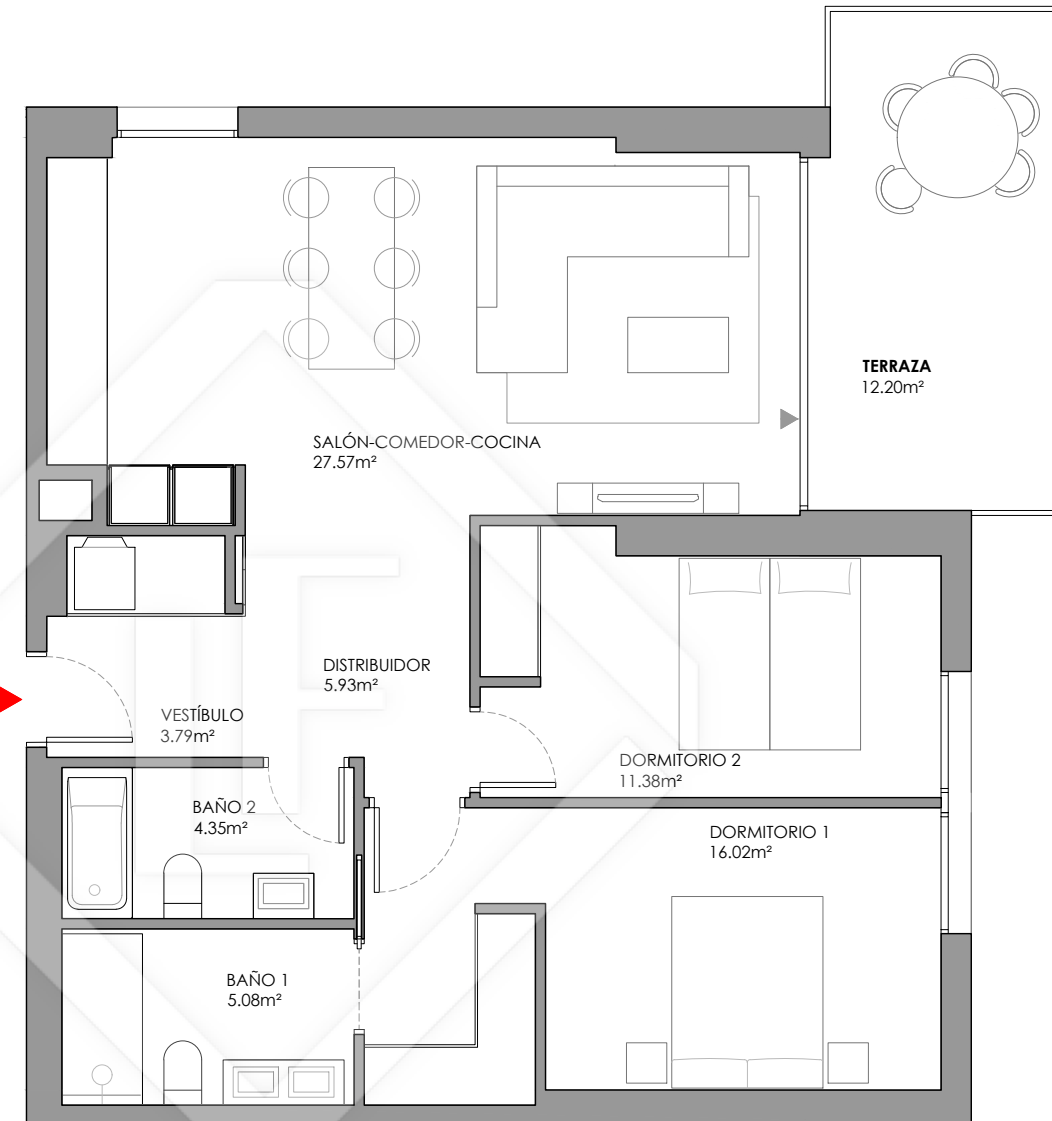 TERRAZA
12.20m²
SALÓN-COMEDOR-COCINA
27.57m²
DISTRIBUIDOR
5.93m²
VESTÍBULO
3.79m²
DORMITORIO 2
11.38m²
BAÑO 2
4.35m²
DORMITORIO 1
16.02m²
BAÑO 1
5.08m²